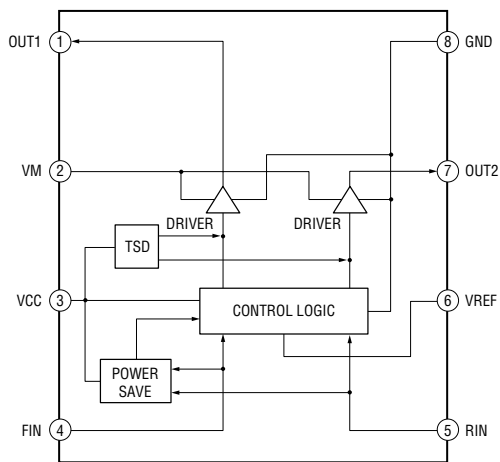 OUT1
1
8
GND
VM
2
7
OUT2
DRIVER
DRIVER
TSD
VCC
3
CONTROL LOGIC
6
VREF
POWER
SAVE
FIN
4
5
RIN